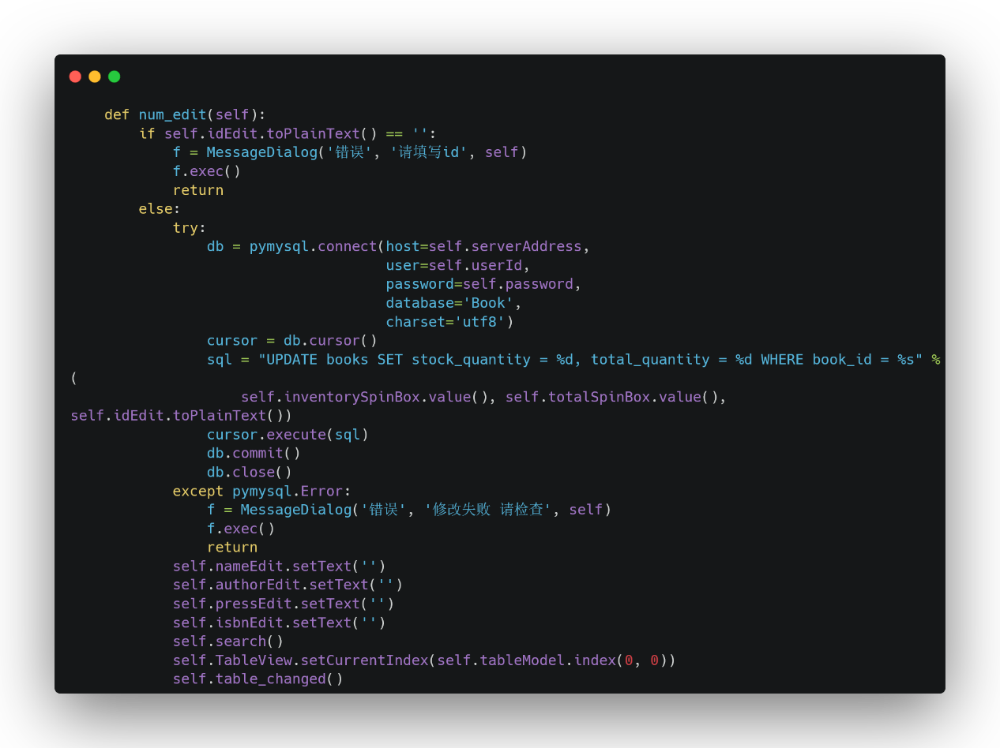 def num_edit(self):
if self.idEdit.toPlainText() == '':
f = MessageDialog('错误', '请填写id', self)
f.exec()
return
else:
try:
db = pymysql.connect(host=self.serverAddress,
user=self.userId,
password=self.password,
database='Book',
charset='utf8')
cursor = db.cursor()
sql = "UPDATE books SET stock_quantity = %d, total_quantity = %d WHERE book_id = %s" %
(
self.inventorySpinBox.value(), self.totalSpinBox.value(),
self.idEdit.toPlainText())
cursor.execute(sql)
db.commit()
db.close()
except pymysql.Error:
f = MessageDialog('错误', '修改失败 请检查', self)
f.exec()
return
self.nameEdit.setText('')
self.authorEdit.setText('')
self.pressEdit.setText('')
self.isbnEdit.setText('')
self.search()
self.TableView.setCurrentIndex(self.tableModel.index(0, 0))
self.table_changed()